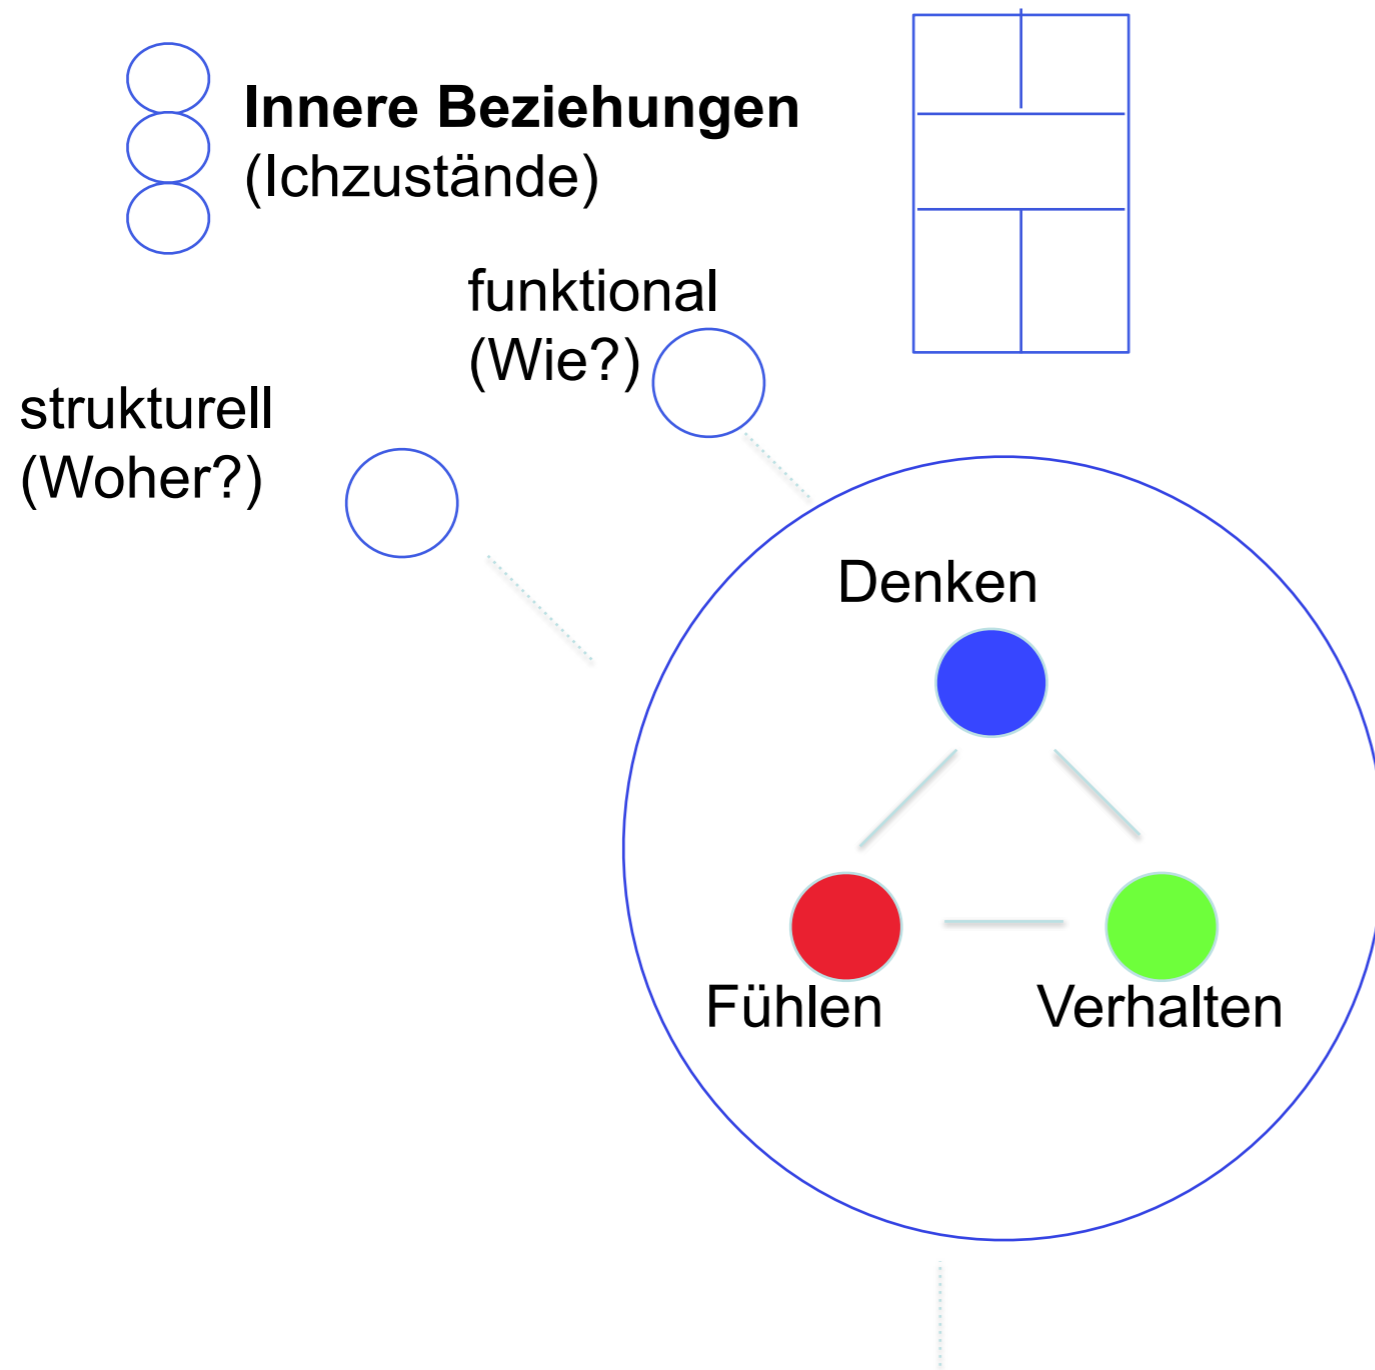 Innere Beziehungen
(Ichzustände)
funktional
(Wie?)
strukturell
(Woher?)
Denken
Fühlen
Verhalten